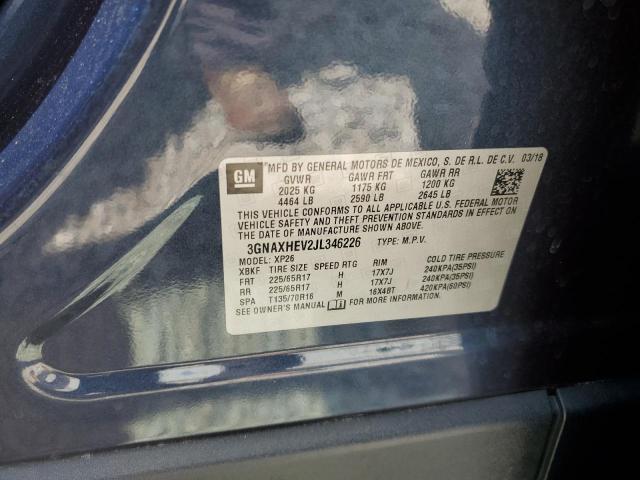 GM
MFD BY GENERAL MOTORS DE MEXICO, S. DE R.L. DE C.V. 03/18
GVWR GAWR FRT GAWR RR
2025 KG 1175 KG 1200 KG
4464 LB 2590 LB 2645 LB
THIS VEHICLE CONFORMS TO ALL APPLICABLE U.S. FEDERAL MOTOR
VEHICLE SAFETY AND THEFT PREVENTION STANDARDS IN EFFECT ON
THE DATE OF MANUFACTURE SHOWN ABOVE.
3GNAXHEV2JL346226 TYPE: M.P.V.
MODEL: XP26
XBKF TIRE SIZE SPEED RTG RIM COLD TIRE PRESSURE
FRT 225/65R17 H 17X7J 240KPA(35PSI)
RR 225/65R17 H 17X7J 240KPA(35PSI)
SPA T135/70R16 M 16X4BT 420KPA(60PSI)
SEE OWNER'S MANUAL FOR MORE INFORMATION.